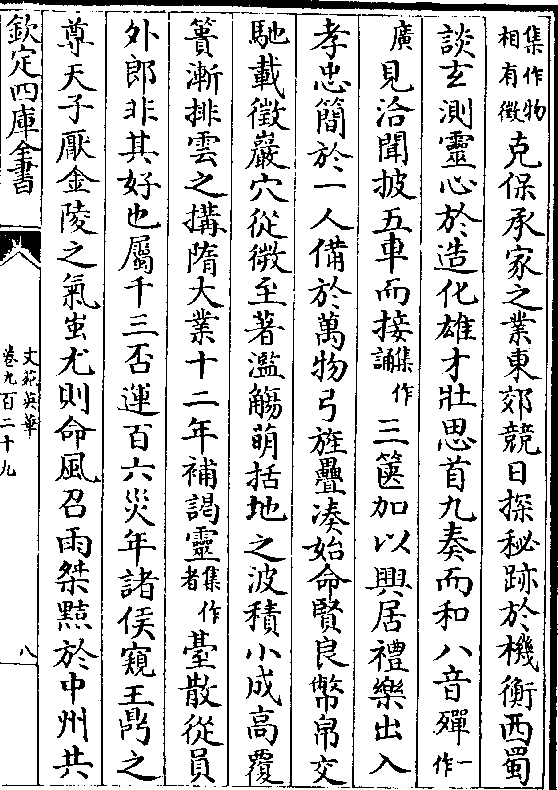 集作物相有徵克保承家之業東郊競日探秘跡於機衡西蜀
談玄測靈心於造化雄才壯思首九奏而和八音殫一作
廣見洽聞披五車而接集作誦三篋加以興居禮樂出入
孝忠簡於一人備於萬物弓旌疊湊始命賢良幣帛交
馳載徵巖穴從微至著濫觴萌括地之波積小成高覆
簣漸排雲之搆隋大業十二年補謁靈集作者臺散從員
外郎非其好也屬千三否運百六災年諸侯窺王鼎之
尊天子厭金陵之氣蚩尤則命風召雨桀黠於中州共
欽定四庫全書
文苑英華
卷九百二十九
八